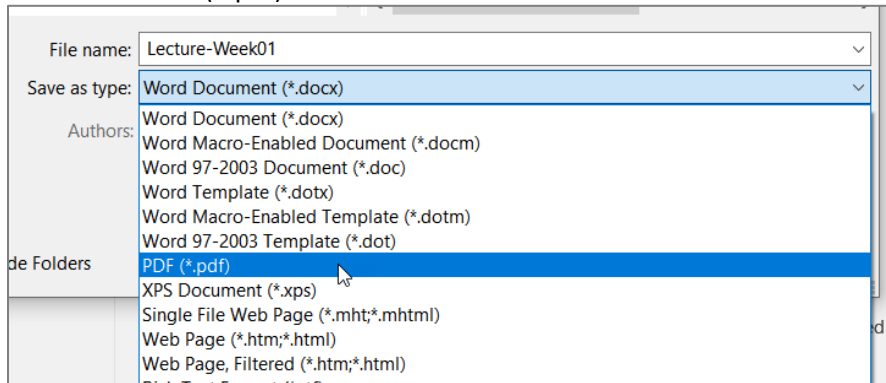 File name: Lecture-Week01
Save as type: Word Document (*.docx)
Authors:
Word Document (*.docx)
Word Macro-Enabled Document (*.docm)
Word 97-2003 Document (*.doc)
Word Template (*.dotx)
Word Macro-Enabled Template (*.dotm)
Word 97-2003 Template (*.dot)
de Folders
PDF (*.pdf)
XPS Document (*.xps)
Single File Web Page (*.mht;*.mhtml)
Web Page (*.htm;*.html)
Web Page, Filtered (*.htm;*.html)